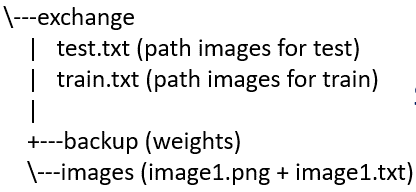 \---exchange
|   test.txt (path images for test)
|   train.txt (path images for train)
|
+---backup (weights)
\---images (image1.png + image1.txt)